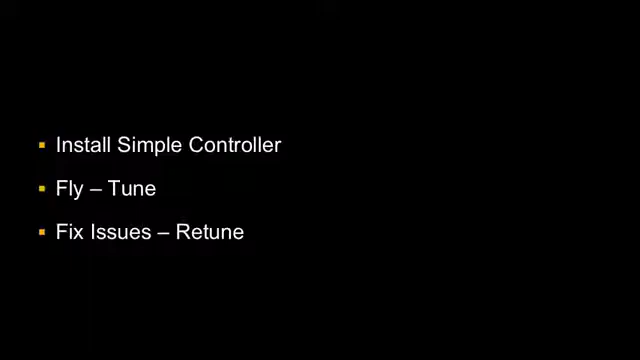 Install Simple Controller
Fly – Tune
Fix Issues – Retune